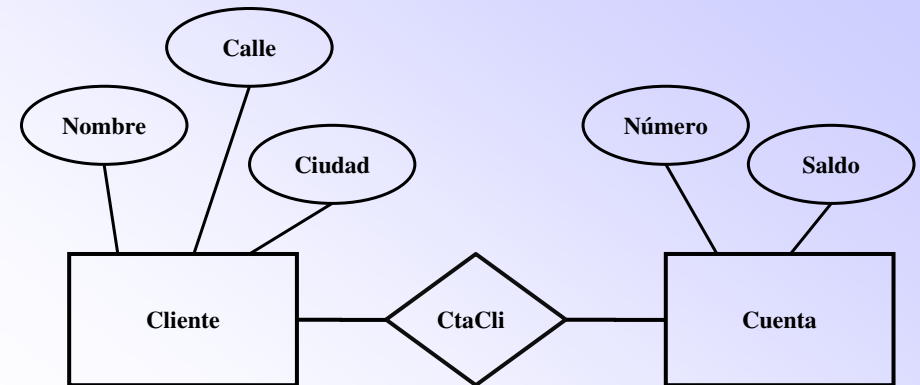 Calle
Nombre
Número
Ciudad
Saldo
Cliente
CtaCli
Cuenta